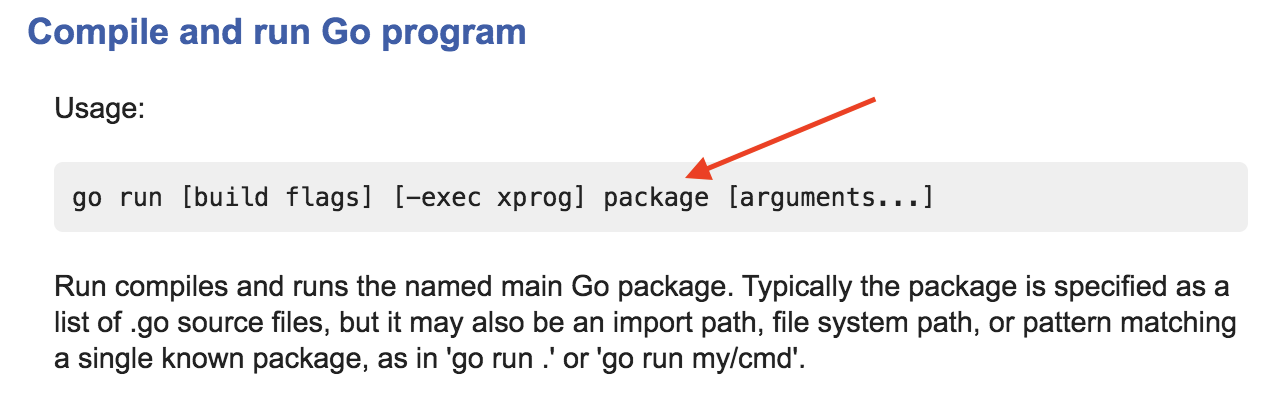 Compile and run Go program
Usage:
go run [build flags] [-exec xprog] package [arguments...]
Run compiles and runs the named main Go package. Typically the package is specified as a
list of .go source files, but it may also be an import path, file system path, or pattern matching
a single known package, as in 'go run .' or 'go run my/cmd'.